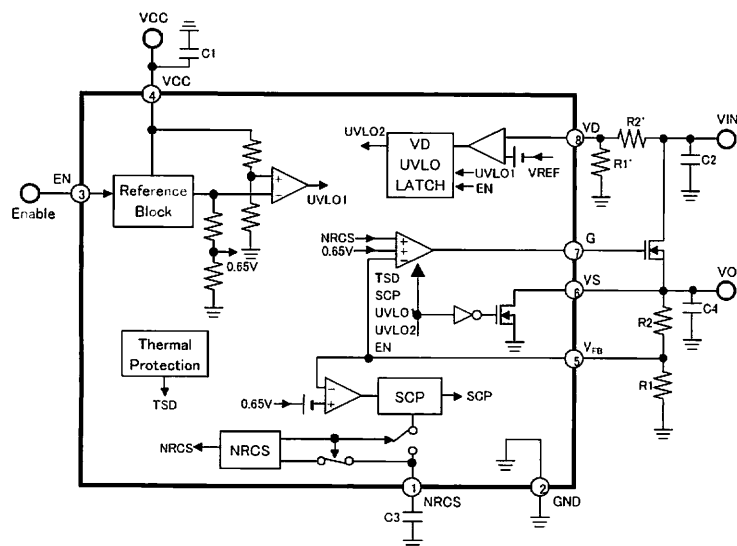 VCC
C1
VCC
4
UVLO2
VD
UVLO
LATCH
UVLO1
EN
VREF
VD
8
R2'
VIN
R1'
C2
EN
3
Enable
Reference
Block
+
−
UVLO1
0.65V
NRCS
0.65V
+
+
−
G
7
TSD
SCP
UVLO1
UVLO2
EN
VS
6
VO
R2
C4
VFB
5
R1
Thermal
Protection
TSD
0.65V
−
+
SCP
SCP
NRCS
NRCS
1
NRCS
2
GND
C3